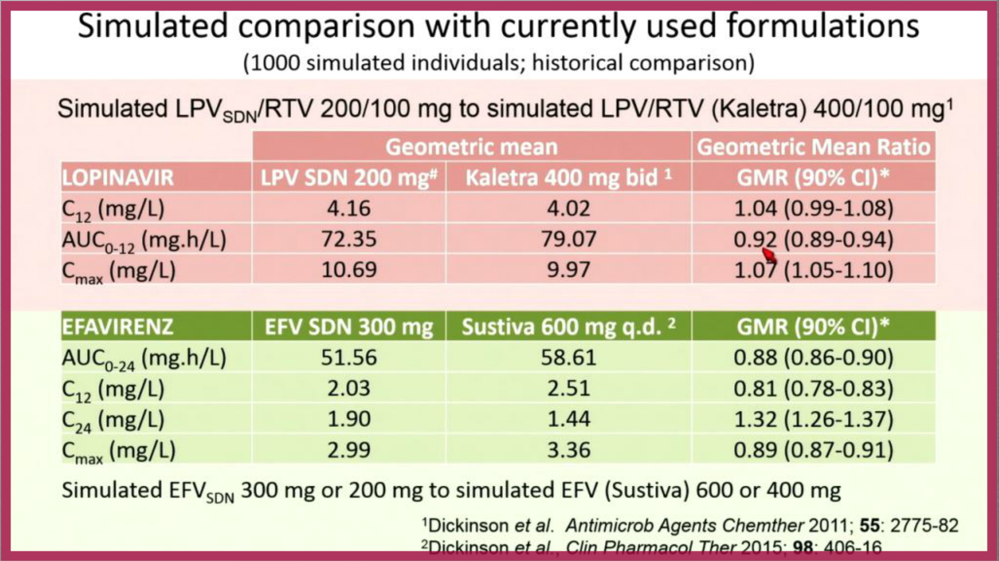 Simulated comparison with currently used formulations
(1000 simulated individuals; historical comparison)
Simulated LPVSDN/RTV 200/100 mg to simulated LPV/RTV (Kaletra) 400/100 mg¹
Geometric mean Geometric Mean Ratio
LOPINAVIR LPV SDN 200 mg# Kaletra 400 mg bid ¹ GMR (90% CI)*
C12 (mg/L) 4.16 4.02 1.04 (0.99-1.08)
AUC0-12 (mg.h/L) 72.35 79.07 0.92 (0.89-0.94)
Cmax (mg/L) 10.69 9.97 1.07 (1.05-1.10)
EFAVIRENZ EFV SDN 300 mg Sustiva 600 mg q.d. ² GMR (90% CI)*
AUC0-24 (mg.h/L) 51.56 58.61 0.88 (0.86-0.90)
C12 (mg/L) 2.03 2.51 0.81 (0.78-0.83)
C24 (mg/L) 1.90 1.44 1.32 (1.26-1.37)
Cmax (mg/L) 2.99 3.36 0.89 (0.87-0.91)
Simulated EFVSDN 300 mg or 200 mg to simulated EFV (Sustiva) 600 or 400 mg
¹Dickinson et al. Antimicrob Agents Chemther 2011; 55: 2775-82
²Dickinson et al., Clin Pharmacol Ther 2015; 98: 406-16